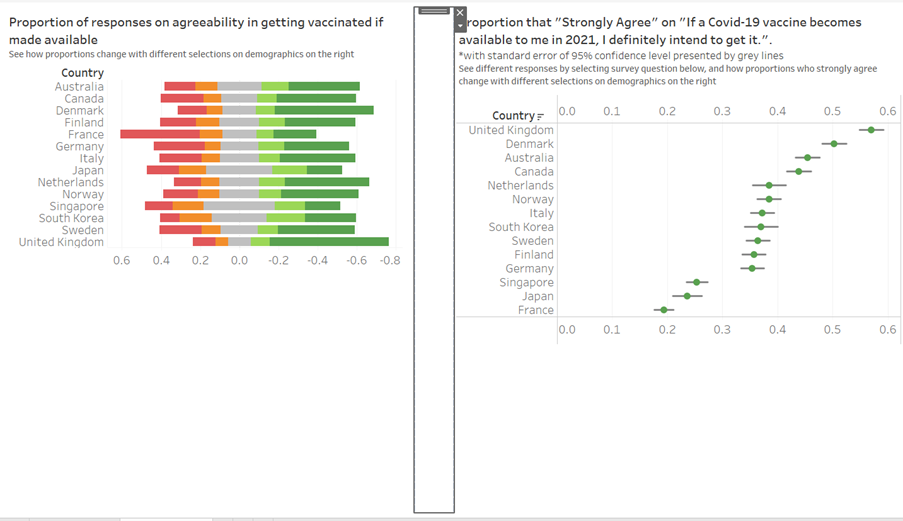 Proportion of responses on agreeability in getting vaccinated if
made available
See how proportions change with different selections on demographics on the right
Country
Australia
Canada
Denmark
Finland
France
Germany
Italy
Japan
Netherlands
Norway
Singapore
South Korea
Sweden
United Kingdom
0.6 0.4 0.2 0.0 -0.2 -0.4 -0.6 -0.8
roportion that "Strongly Agree" on "If a Covid-19 vaccine becomes
available to me in 2021, I definitely intend to get it.".
*with standard error of 95% confidence level presented by grey lines
See different responses by selecting survey question below, and how proportions who strongly agree
change with different selections on demographics on the right
0.0 0.1 0.2 0.3 0.4 0.5 0.6
Country
United Kingdom
Denmark
Australia
Canada
Netherlands
Norway
Italy
South Korea
Sweden
Finland
Germany
Singapore
Japan
France
0.0 0.1 0.2 0.3 0.4 0.5 0.6